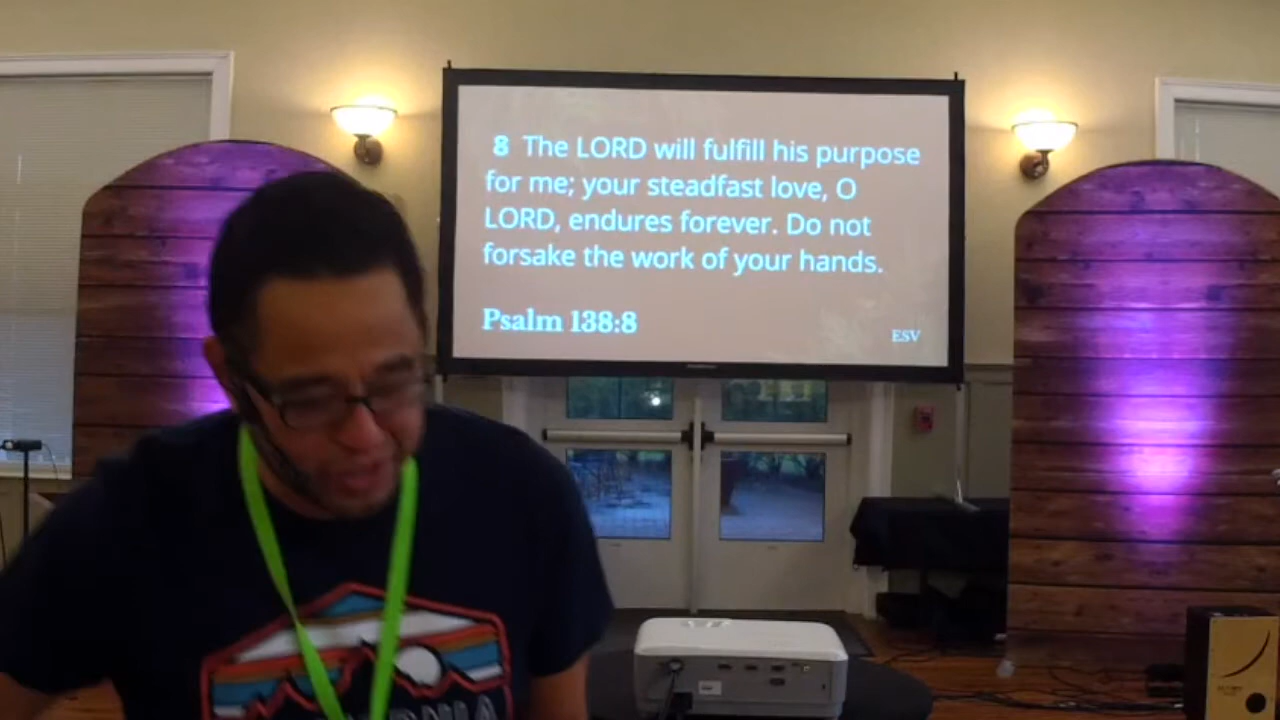 8 The LORD will fulfill his purpose
for me; your steadfast love, O
LORD, endures forever. Do not
forsake the work of your hands.
Psalm 138:8
ESV